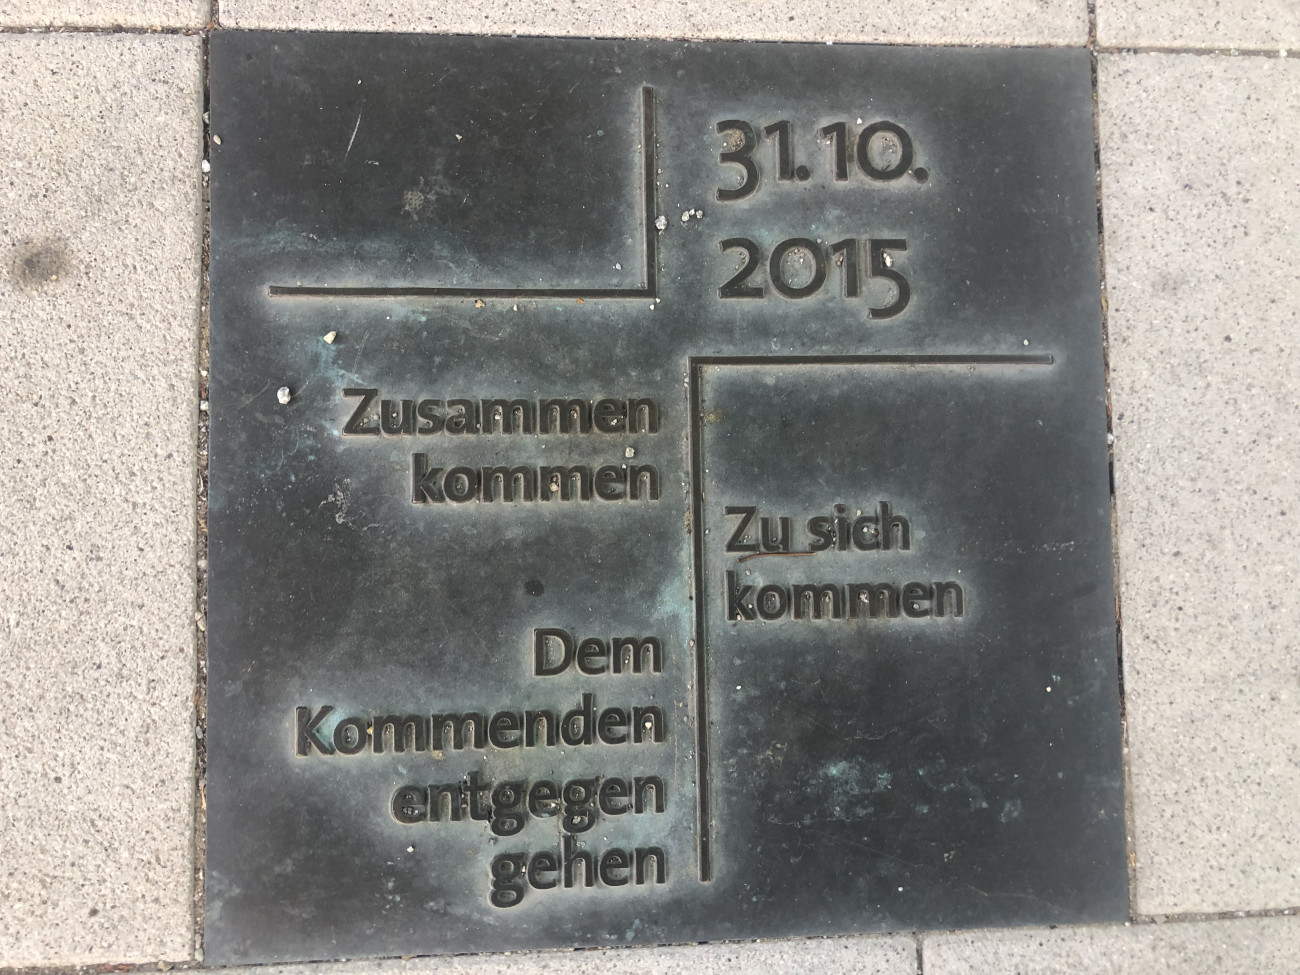 31.10.
2015
Zusammen
kommen
Zu sich
kommen
Dem
Kommenden
entgegen
gehen